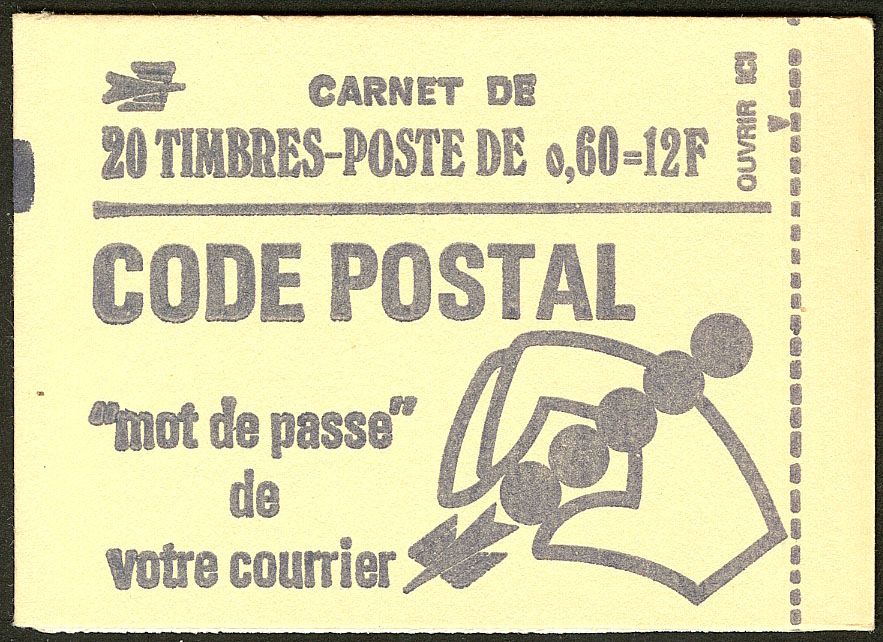 CARNET DE
20 TIMBRES-POSTE DE 0,60=12F
OUVRIR ICI
CODE POSTAL
"mot de passe"
de
votre courrier